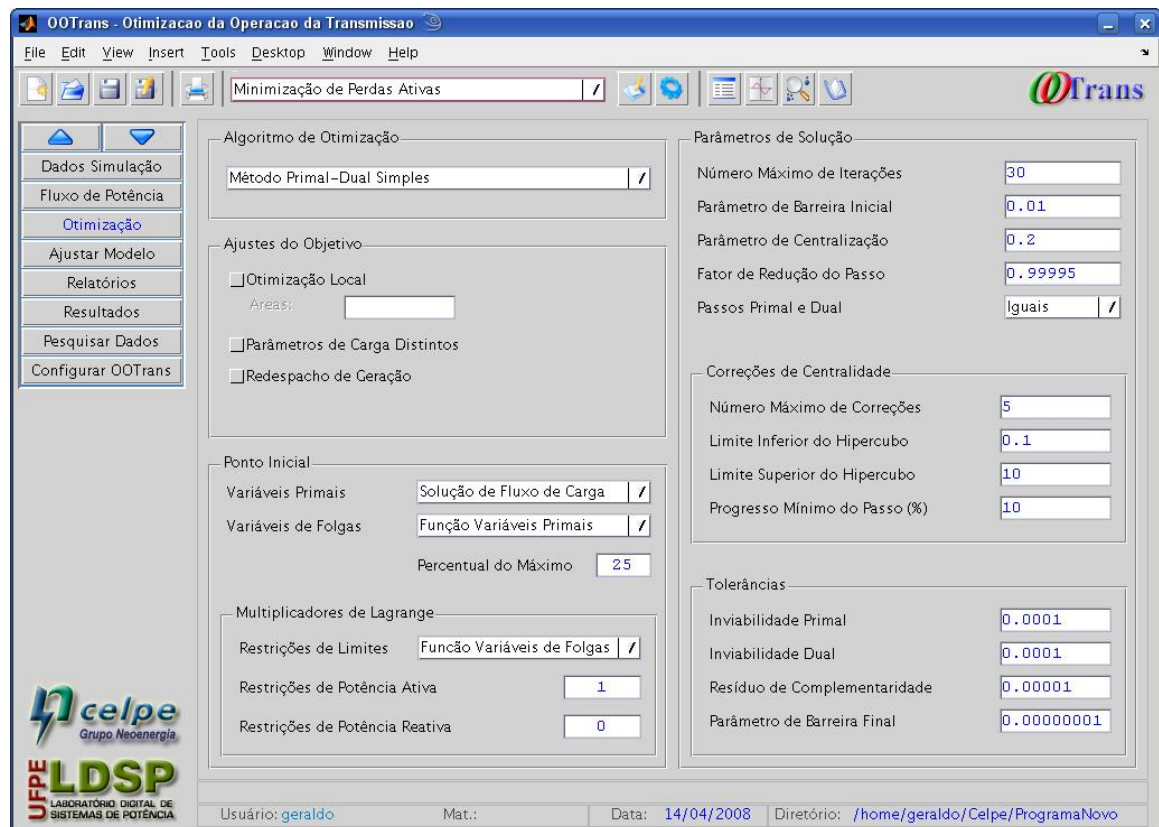 OOTrans - Otimizacao da Operacao da Transmissao
File Edit View Insert Tools Desktop Window Help
Minimização de Perdas Ativas
OOTrans
Dados Simulação
Fluxo de Potência
Otimização
Ajustar Modelo
Relatórios
Resultados
Pesquisar Dados
Configurar OOTrans
Algoritmo de Otimização
Método Primal-Dual Simples
Ajustes do Objetivo
Otimização Local
Areas:
Parâmetros de Carga Distintos
Redespacho de Geração
Ponto Inicial
Variáveis Primais Solução de Fluxo de Carga
Variáveis de Folgas Função Variáveis Primais
Percentual do Máximo 25
Multiplicadores de Lagrange
Restrições de Limites Funcão Variáveis de Folgas
Restrições de Potência Ativa 1
Restrições de Potência Reativa 0
Parâmetros de Solução
Número Máximo de Iterações 30
Parâmetro de Barreira Inicial 0.01
Parâmetro de Centralização 0.2
Fator de Redução do Passo 0.99995
Passos Primal e Dual Iguais
Correções de Centralidade
Número Máximo de Correções 5
Limite Inferior do Hipercubo 0.1
Limite Superior do Hipercubo 10
Progresso Mínimo do Passo (%) 10
Tolerâncias
Inviabilidade Primal 0.0001
Inviabilidade Dual 0.0001
Resíduo de Complementaridade 0.00001
Parâmetro de Barreira Final 0.00000001
celpe
Grupo Neoenergia
UFPE LDSP
LABORATÓRIO DIGITAL DE
SISTEMAS DE POTÊNCIA
Usuário: geraldo Mat.: Data: 14/04/2008 Diretório: /home/geraldo/Celpe/ProgramaNovo